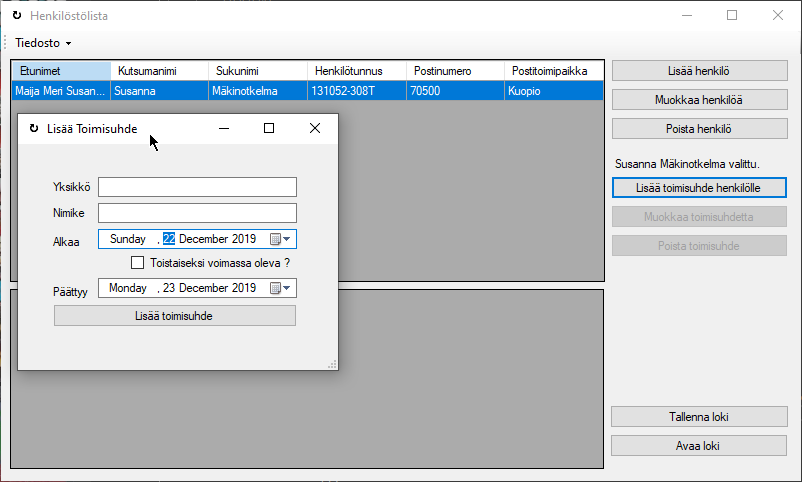 Henkilöstölista
Tiedosto
Etunimet Kutsumanimi Sukunimi Henkilötunnus Postinumero Postitoimipaikka
Maija Meri Susan... Susanna Mäkinotkelma 131052-308T 70500 Kuopio
Lisää henkilö
Muokkaa henkilöä
Poista henkilö
Susanna Mäkinotkelma valittu.
Lisää toimisuhde henkilölle
Muokkaa toimisuhdetta
Poista toimisuhde
Tallenna loki
Avaa loki
Lisää Toimisuhde
Yksikkö
Nimike
Alkaa Sunday , 22 December 2019
Toistaiseksi voimassa oleva ?
Päättyy Monday , 23 December 2019
Lisää toimisuhde